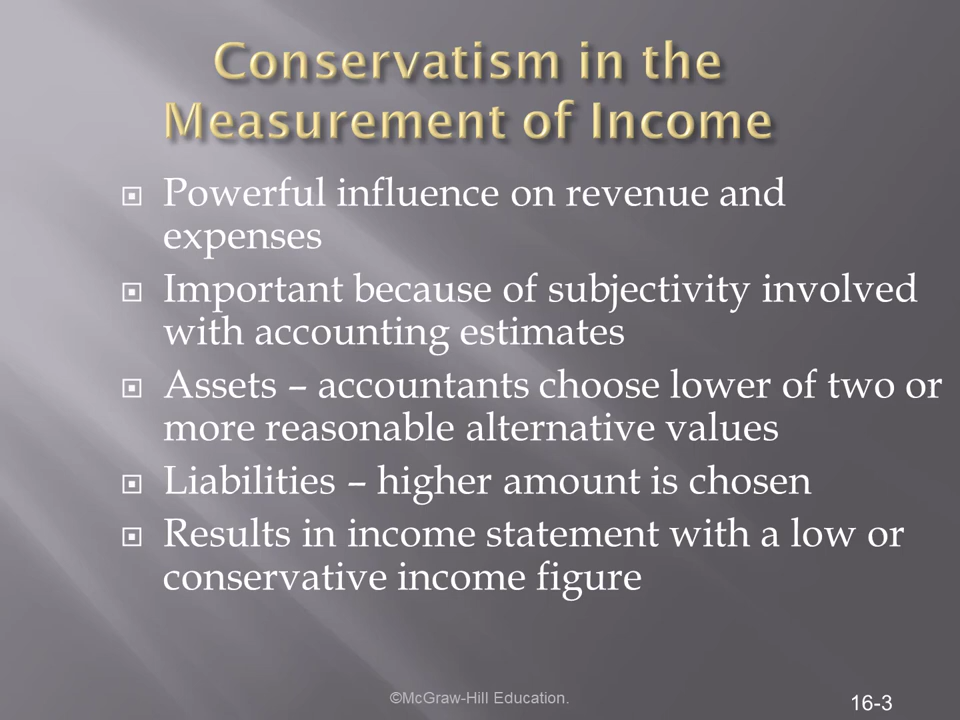 Conservatism in the
Measurement of Income
Powerful influence on revenue and
expenses
Important because of subjectivity involved
with accounting estimates
Assets – accountants choose lower of two or
more reasonable alternative values
Liabilities – higher amount is chosen
Results in income statement with a low or
conservative income figure
©McGraw-Hill Education.
16-3